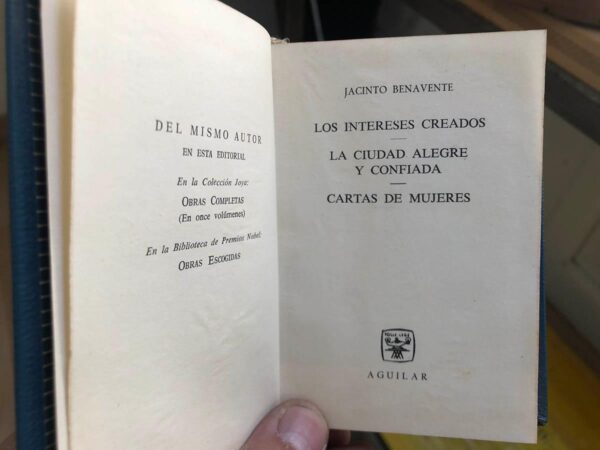 DEL MISMO AUTOR
EN ESTA EDITORIAL
En la Colección Joya:
OBRAS COMPLETAS
(En once volúmenes)
En la Biblioteca de Premios Nobel:
OBRAS ESCOGIDAS
JACINTO BENAVENTE
LOS INTERESES CREADOS
LA CIUDAD ALEGRE
Y CONFIADA
CARTAS DE MUJERES
AGUILAR